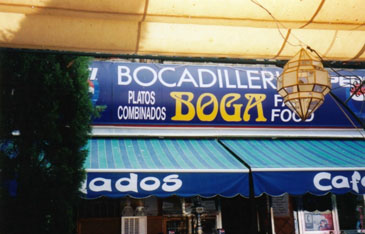 BOCADILLER
PLATOS
COMBINADOS
BOGA
FOOD
ados
Caf